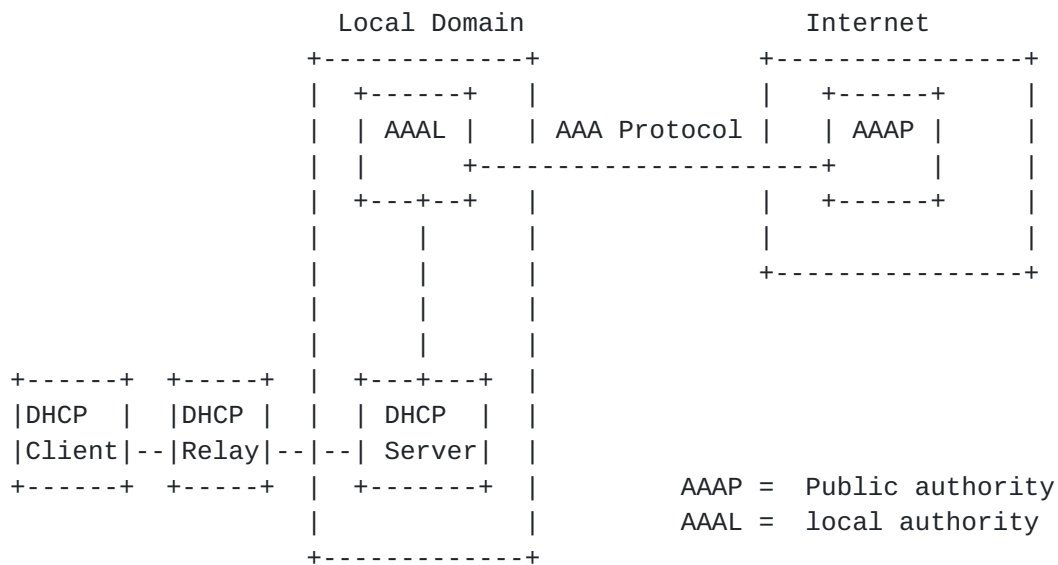 Local Domain Internet
AAAL AAA Protocol AAAP
DHCP DHCP DHCP
Client Relay Server
AAAP = Public authority
AAAL = local authority